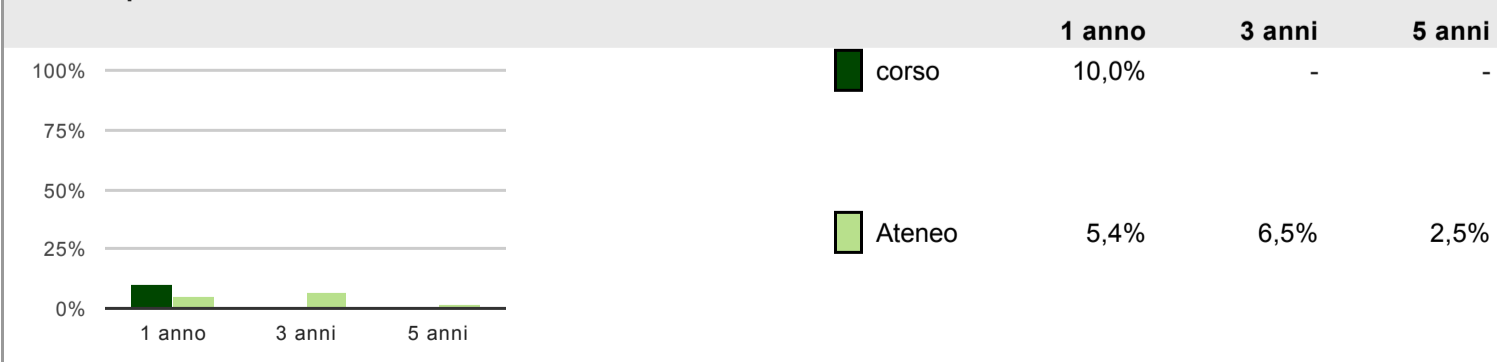 1 anno 3 anni 5 anni
100%
75%
50%
25%
0%
1 anno 3 anni 5 anni
corso 10,0% - -
Ateneo 5,4% 6,5% 2,5%